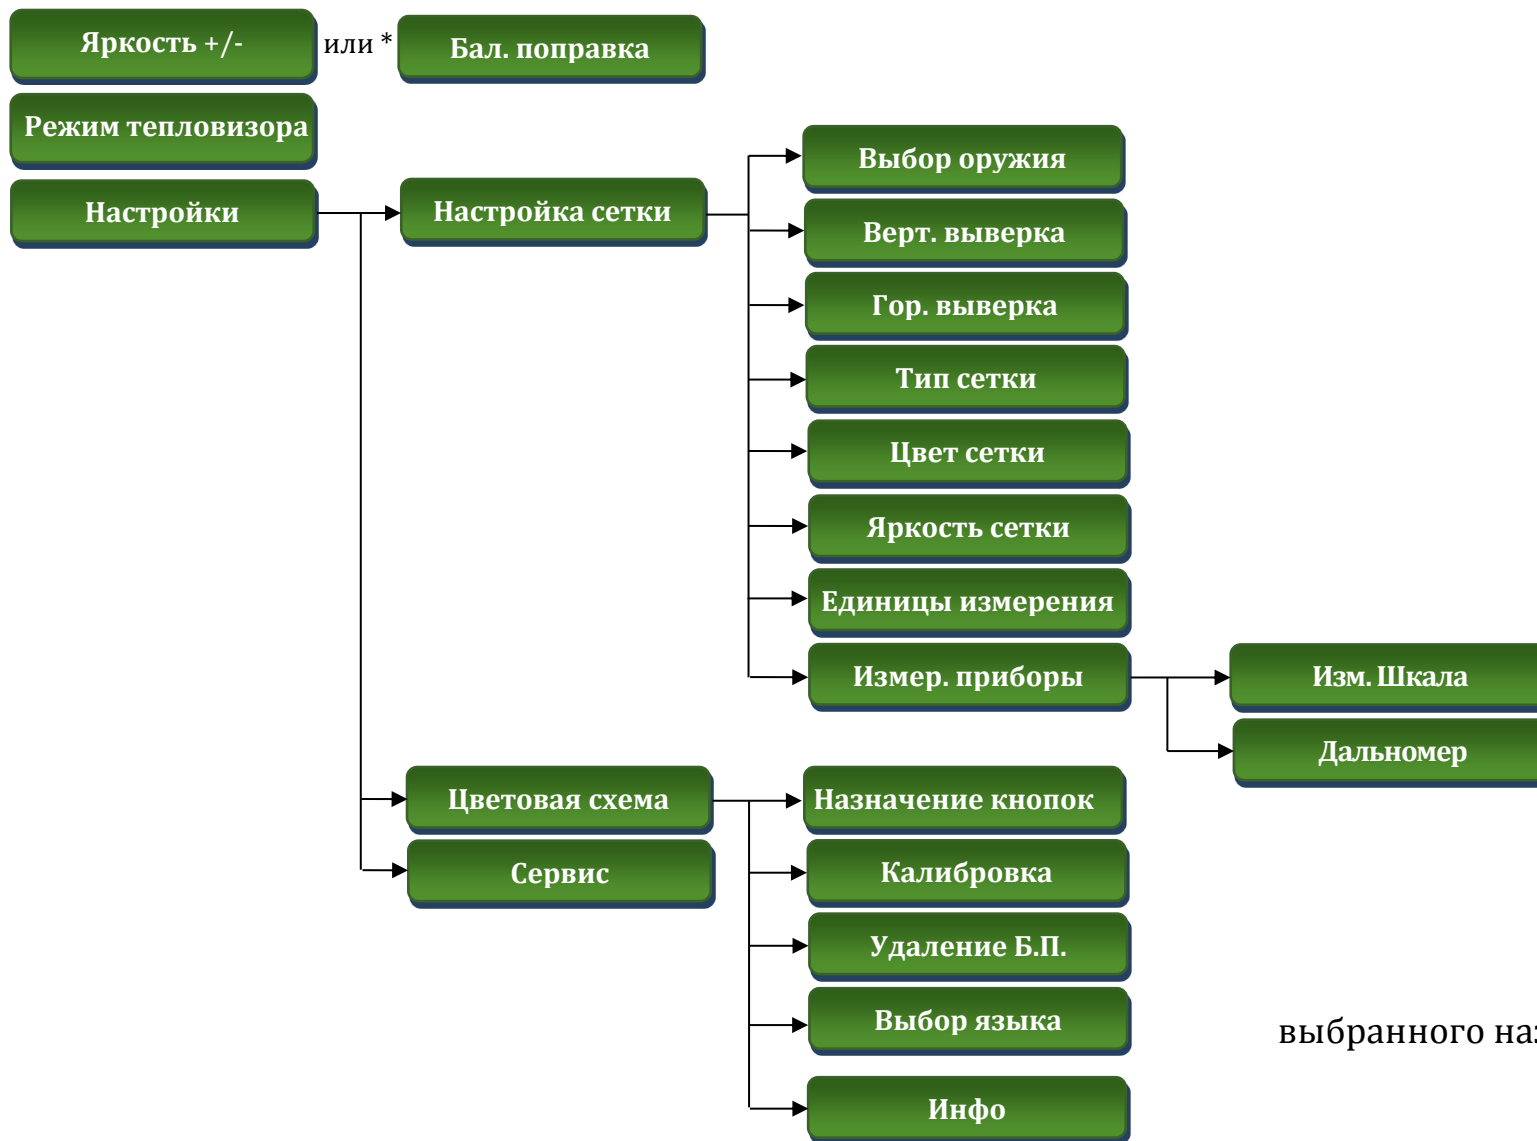 Яркость +/-
или *
Бал. поправка
Режим тепловизора
Настройки
Настройка сетки
Выбор оружия
Верт. выверка
Гор. выверка
Тип сетки
Цвет сетки
Яркость сетки
Единицы измерения
Измер. приборы
Изм. Шкала
Дальномер
Цветовая схема
Сервис
Назначение кнопок
Калибровка
Удаление Б.П.
Выбор языка
Инфо
выбранного